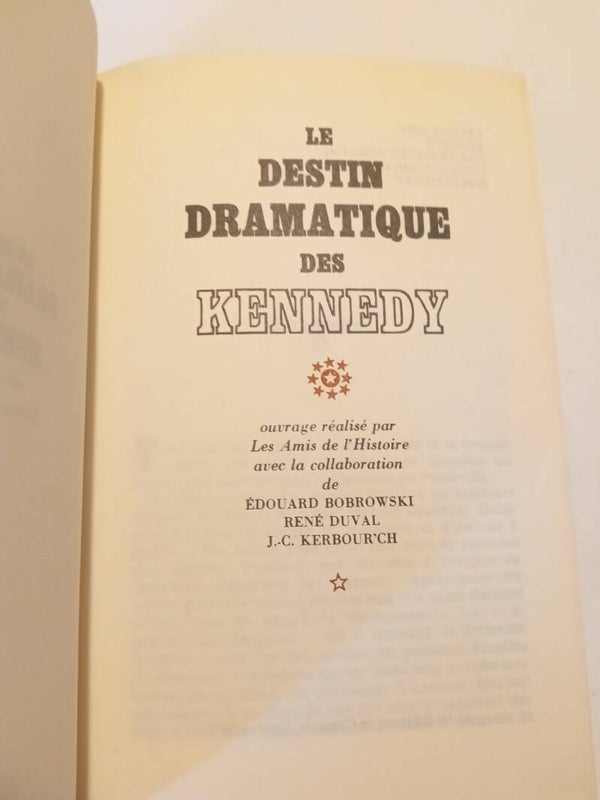 LE
DESTIN
DRAMATIQUE
DES
KENNEDY
ouvrage réalisé par
Les Amis de l'Histoire
avec la collaboration
de
ÉDOUARD BOBROWSKI
RENÉ DUVAL
J.-C. KERBOUR'CH